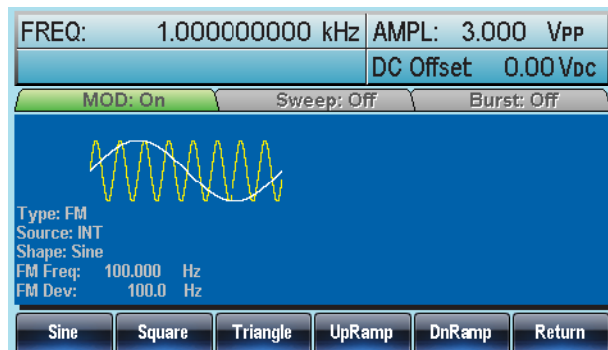 FREQ: 1.000000000 kHz AMPL: 3.000 VPP
DC Offset 0.00 VDC
MOD: On Sweep: Off Burst: Off
Type: FM
Source: INT
Shape: Sine
FM Freq: 100.000 Hz
FM Dev: 100.0 Hz
Sine Square Triangle UpRamp DnRamp Return